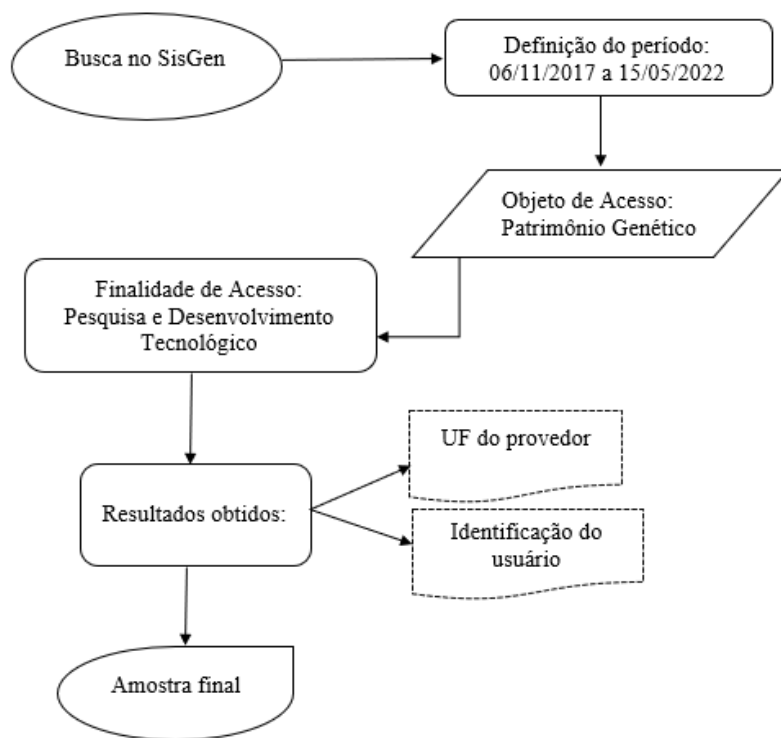 Busca no SisGen
Definição do período:
06/11/2017 a 15/05/2022
Objeto de Acesso:
Patrimônio Genético
Finalidade de Acesso:
Pesquisa e Desenvolvimento
Tecnológico
Resultados obtidos:
UF do provedor
Identificação do
usuário
Amostra final